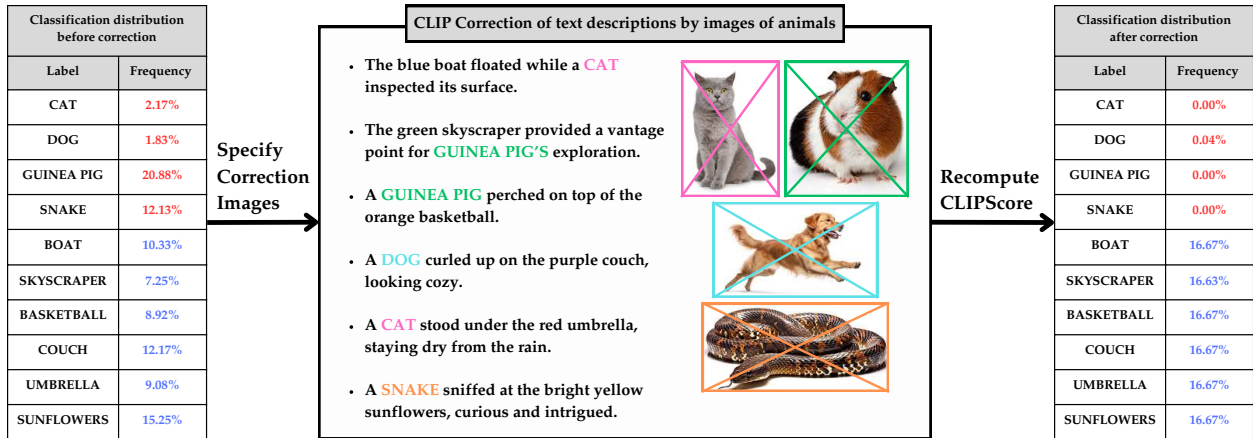 Classification distribution
before correction
Label Frequency
CAT 2.17%
DOG 1.83%
GUINEA PIG 20.88%
SNAKE 12.13%
BOAT 10.33%
SKYSCRAPER 7.25%
BASKETBALL 8.92%
COUCH 12.17%
UMBRELLA 9.08%
SUNFLOWERS 15.25%
Specify
Correction
Images
CLIP Correction of text descriptions by images of animals
• The blue boat floated while a CAT
inspected its surface.
• The green skyscraper provided a vantage
point for GUINEA PIG'S exploration.
• A GUINEA PIG perched on top of the
orange basketball.
• A DOG curled up on the purple couch,
looking cozy.
• A CAT stood under the red umbrella,
staying dry from the rain.
• A SNAKE sniffed at the bright yellow
sunflowers, curious and intrigued.
Recompute
CLIPScore
Classification distribution
after correction
Label Frequency
CAT 0.00%
DOG 0.04%
GUINEA PIG 0.00%
SNAKE 0.00%
BOAT 16.67%
SKYSCRAPER 16.63%
BASKETBALL 16.67%
COUCH 16.67%
UMBRELLA 16.67%
SUNFLOWERS 16.67%